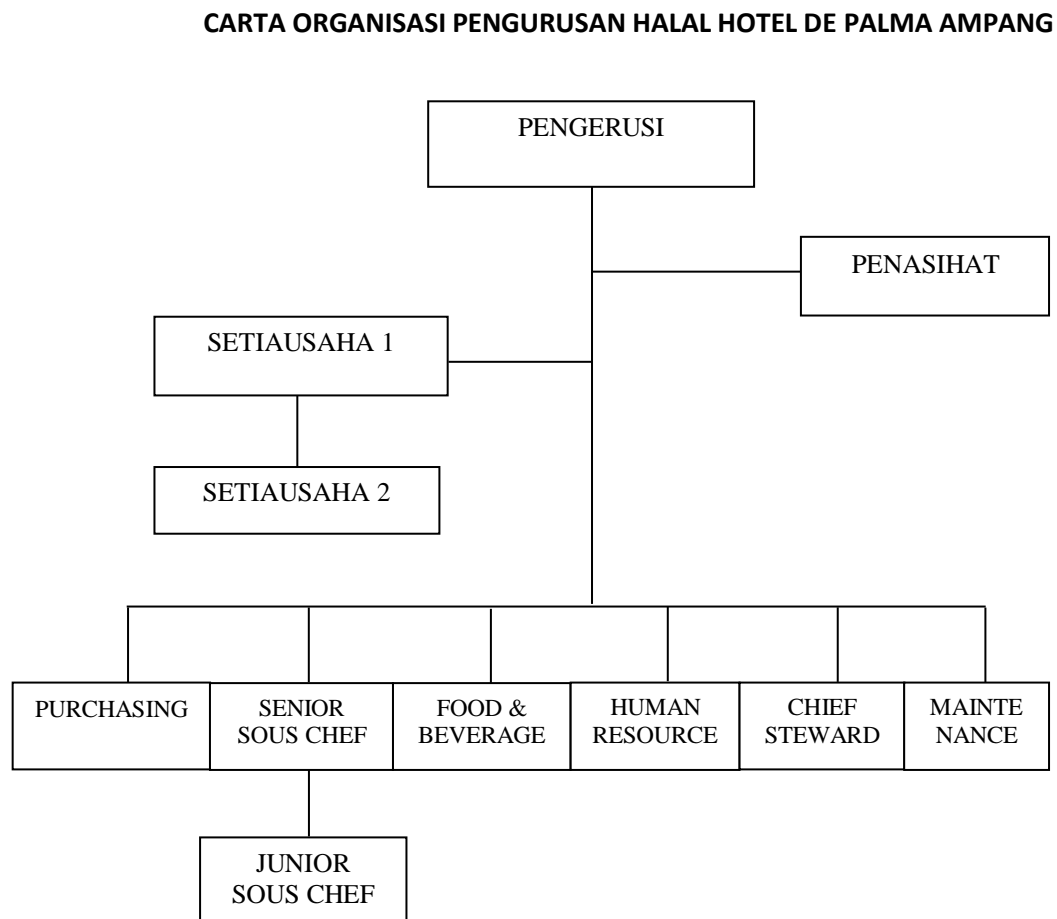 CARTA ORGANISASI PENGURUSAN HALAL HOTEL DE PALMA AMPANG
PENGERUSI
PENASIHAT
SETIAUSAHA 1
SETIAUSAHA 2
PURCHASING
SENIOR
SOUS CHEF
FOOD &
BEVERAGE
HUMAN
RESOURCE
CHIEF
STEWARD
MAINTE
NANCE
JUNIOR
SOUS CHEF